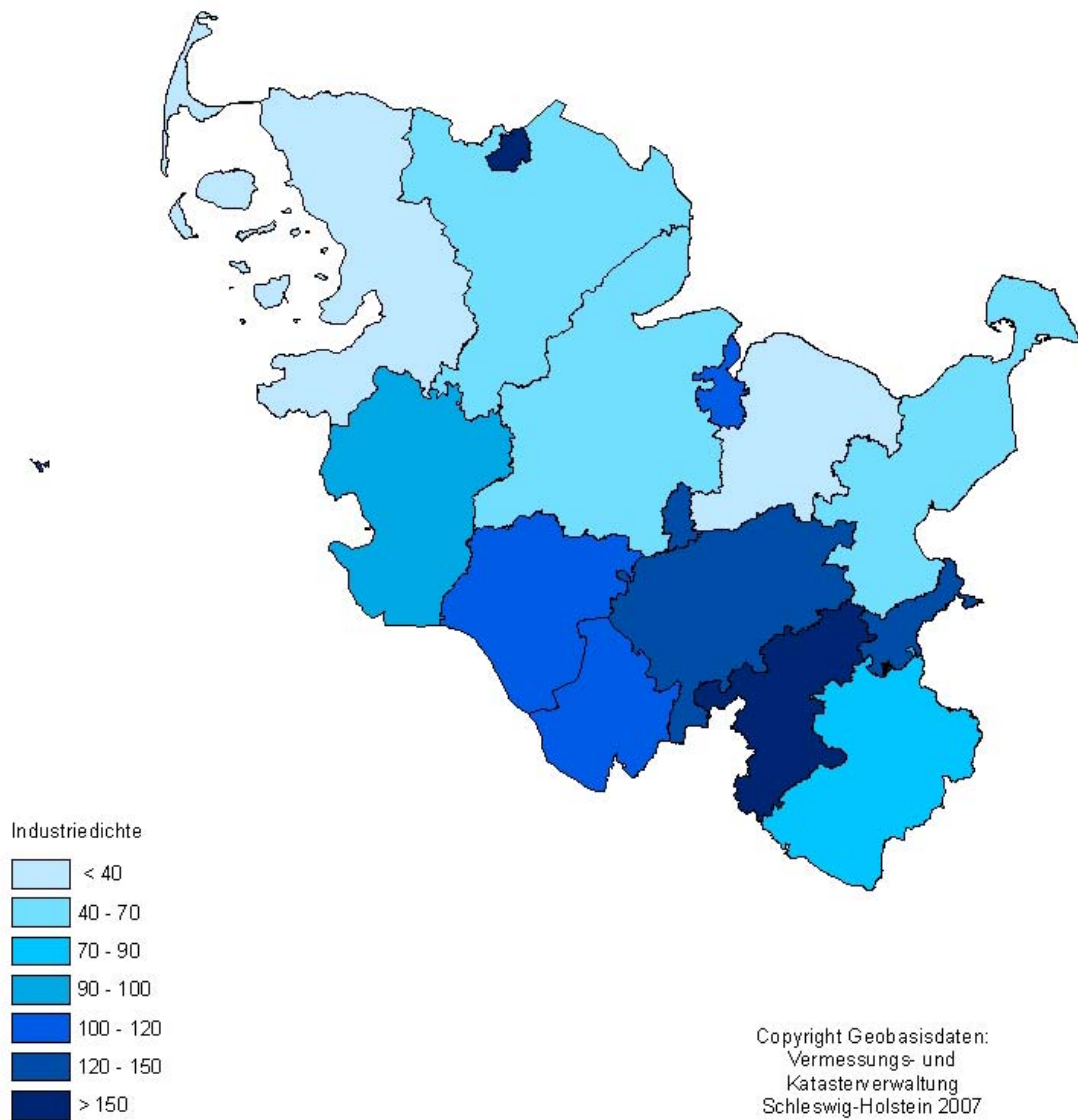 Industriedichte
< 40
40 - 70
70 - 90
90 - 100
100 - 120
120 - 150
> 150
Copyright Geobasisdaten:
Vermessungs- und
Katasterverwaltung
Schleswig-Holstein 2007